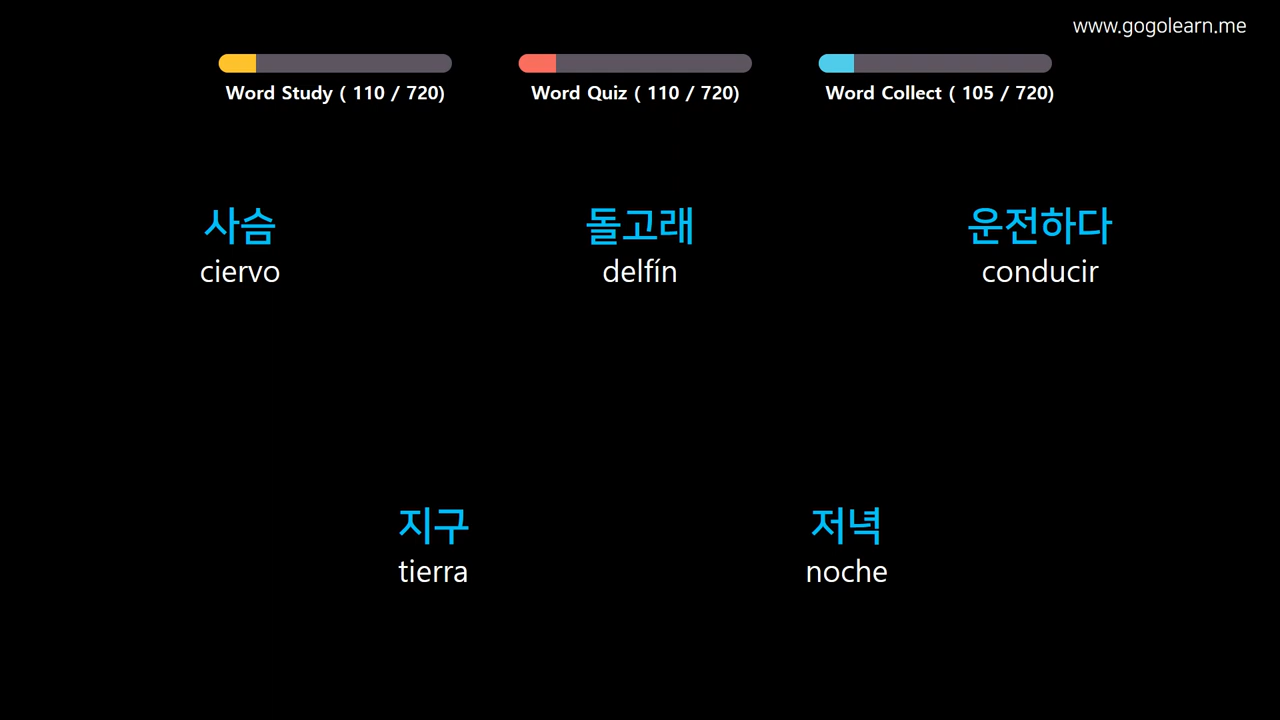 www.gogolearn.me
Word Study ( 110 / 720)
Word Quiz ( 110 / 720)
Word Collect ( 105 / 720)
사슴
ciervo
돌고래
delfín
운전하다
conducir
지구
tierra
저녁
noche